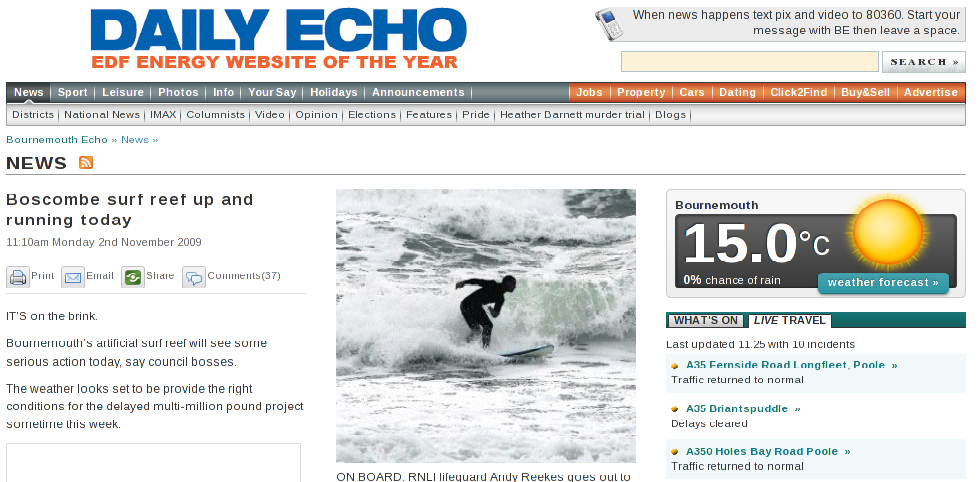 DAILY ECHO
EDF ENERGY WEBSITE OF THE YEAR
When news happens text pix and video to 80360. Start your
message with BE then leave a space.
SEARCH »
News Sport Leisure Photos Info Your Say Holidays Announcements Jobs Property Cars Dating Click2Find Buy&Sell Advertise
Districts National News IMAX Columnists Video Opinion Elections Features Pride Heather Barnett murder trial Blogs
Bournemouth Echo » News »
NEWS
Boscombe surf reef up and
running today
11:10am Monday 2nd November 2009
Print Email Share Comments(37)
IT'S on the brink.
Bournemouth's artificial surf reef will see some
serious action today, say council bosses.
The weather looks set to be provide the right
conditions for the delayed multi-million pound project
sometime this week.
ON BOARD. RNLI lifeguard Andy Reekes goes out to
Bournemouth
15.0°C
0% chance of rain
weather forecast »
WHAT'S ON LIVE TRAVEL
Last updated 11.25 with 10 incidents
A35 Fernside Road Longfleet, Poole »
Traffic returned to normal
A35 Briantspuddle »
Delays cleared
A350 Holes Bay Road Poole »
Traffic returned to normal